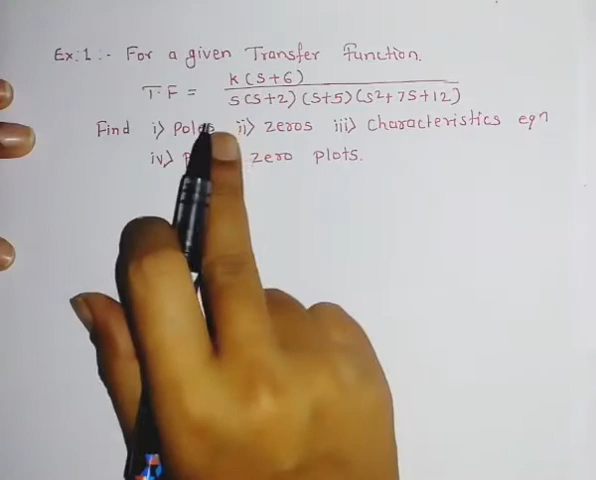 Ex:1:- For a given Transfer function.
T.F = K(S+6) / S(S+2)(S+5)(S²+7S+12)
Find i) Poles ii) zeros iii) characteristics eqn
iv) zero plots.